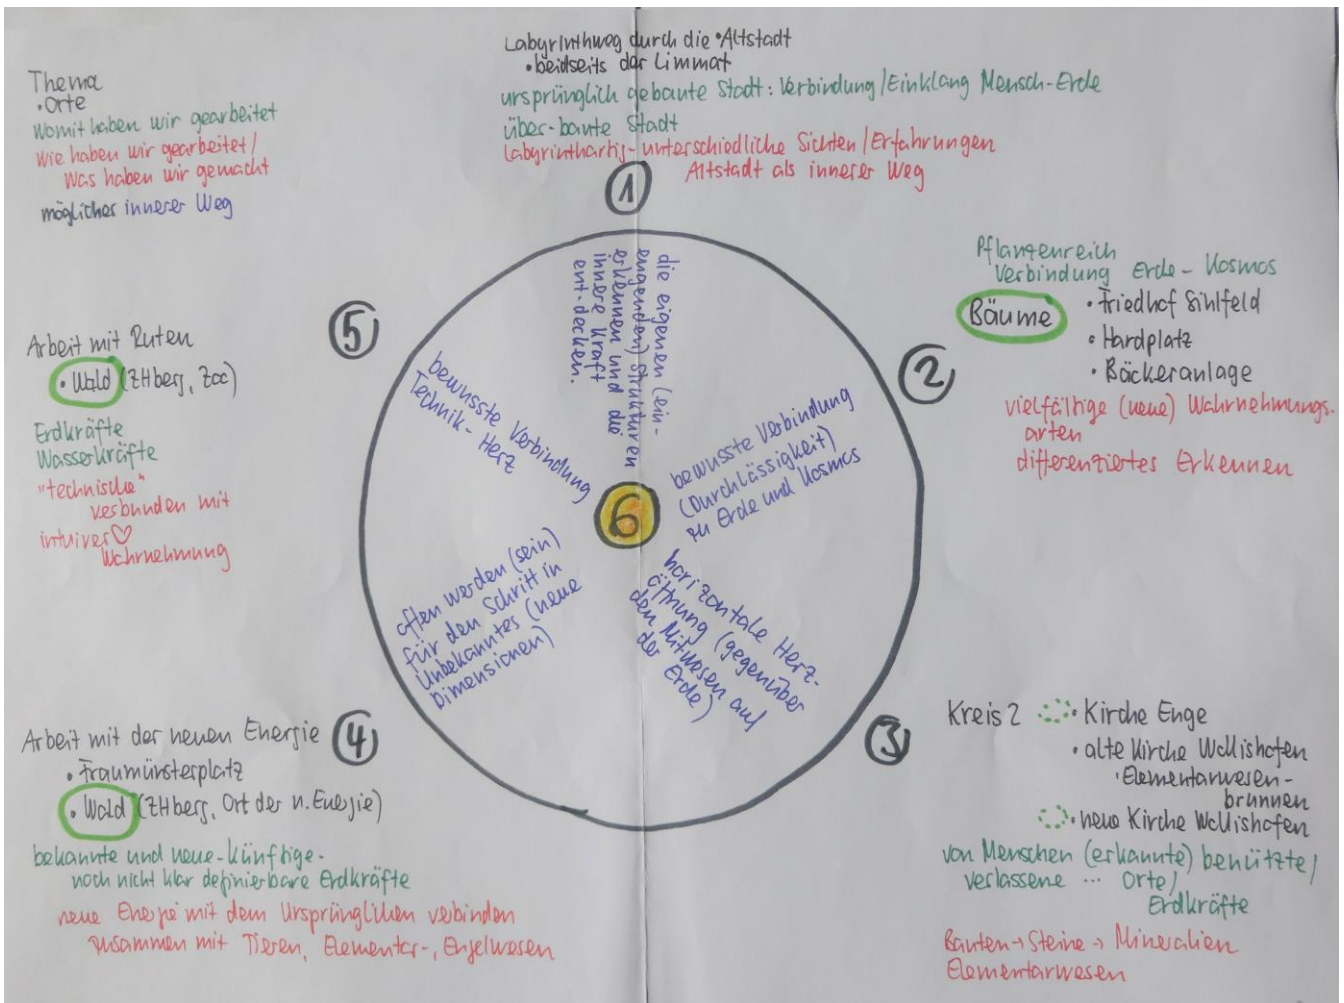 Thema
• Orte
Womit haben wir gearbeitet
Wie haben wir gearbeitet/
Was haben wir gemacht
möglicher innerer Weg
Labyrinthweg durch die • Altstadt
• beidseits der Limmat
ursprünglich gebaute Stadt: Verbindung/Einklang Mensch-Erde
über-baute Stadt
labyrinthartig-unterschiedliche Sichten/Erfahrungen
Altstadt als innerer Weg
1
die eigenen (ein-
engenden) Strukturen
erkennen und die
innere Kraft
ent-decken.
Pflanzenreich
Verbindung Erde - Kosmos
Bäume • Friedhof Sihlfeld
• Hardplatz
• Bäckeranlage
vielfältige (neue) Wahrnehmungs-
arten
differenziertes Erkennen
2
bewusste Verbindung
(Durchlässigkeit)
zu Erde und Kosmos
3
Kreis 2 • Kirche Enge
• alte Kirche Wollishofen
• Elementarwesen-
brunnen
• neue Kirche Wollishofen
von Menschen (erkannte) benützte/
verlassene ... Orte/
Erdkräfte
Bauten → Steine → Mineralien
Elementarwesen
horizontale Herz-
öffnung (gegenüber
den Mitwesen auf
der Erde)
4
Arbeit mit der neuen Energie
• Fraumünsterplatz
• Wald (ZHberg, Ort der n. Energie)
bekannte und neue-künftige-
noch nicht klar definierbare Erdkräfte
neue Energie mit dem Ursprünglichen verbinden
zusammen mit Tieren, Elementar-, Engelwesen
offen werden (sein)
für den Schritt in
Unbekanntes (neue
Dimensionen)
5
Arbeit mit Ruten
• Wald (ZHberg, Zoo)
Erdkräfte
Wasserkräfte
"technische"
verbunden mit
intuiver ♡
Wahrnehmung
bewusste Verbindung
Technik - Herz
6